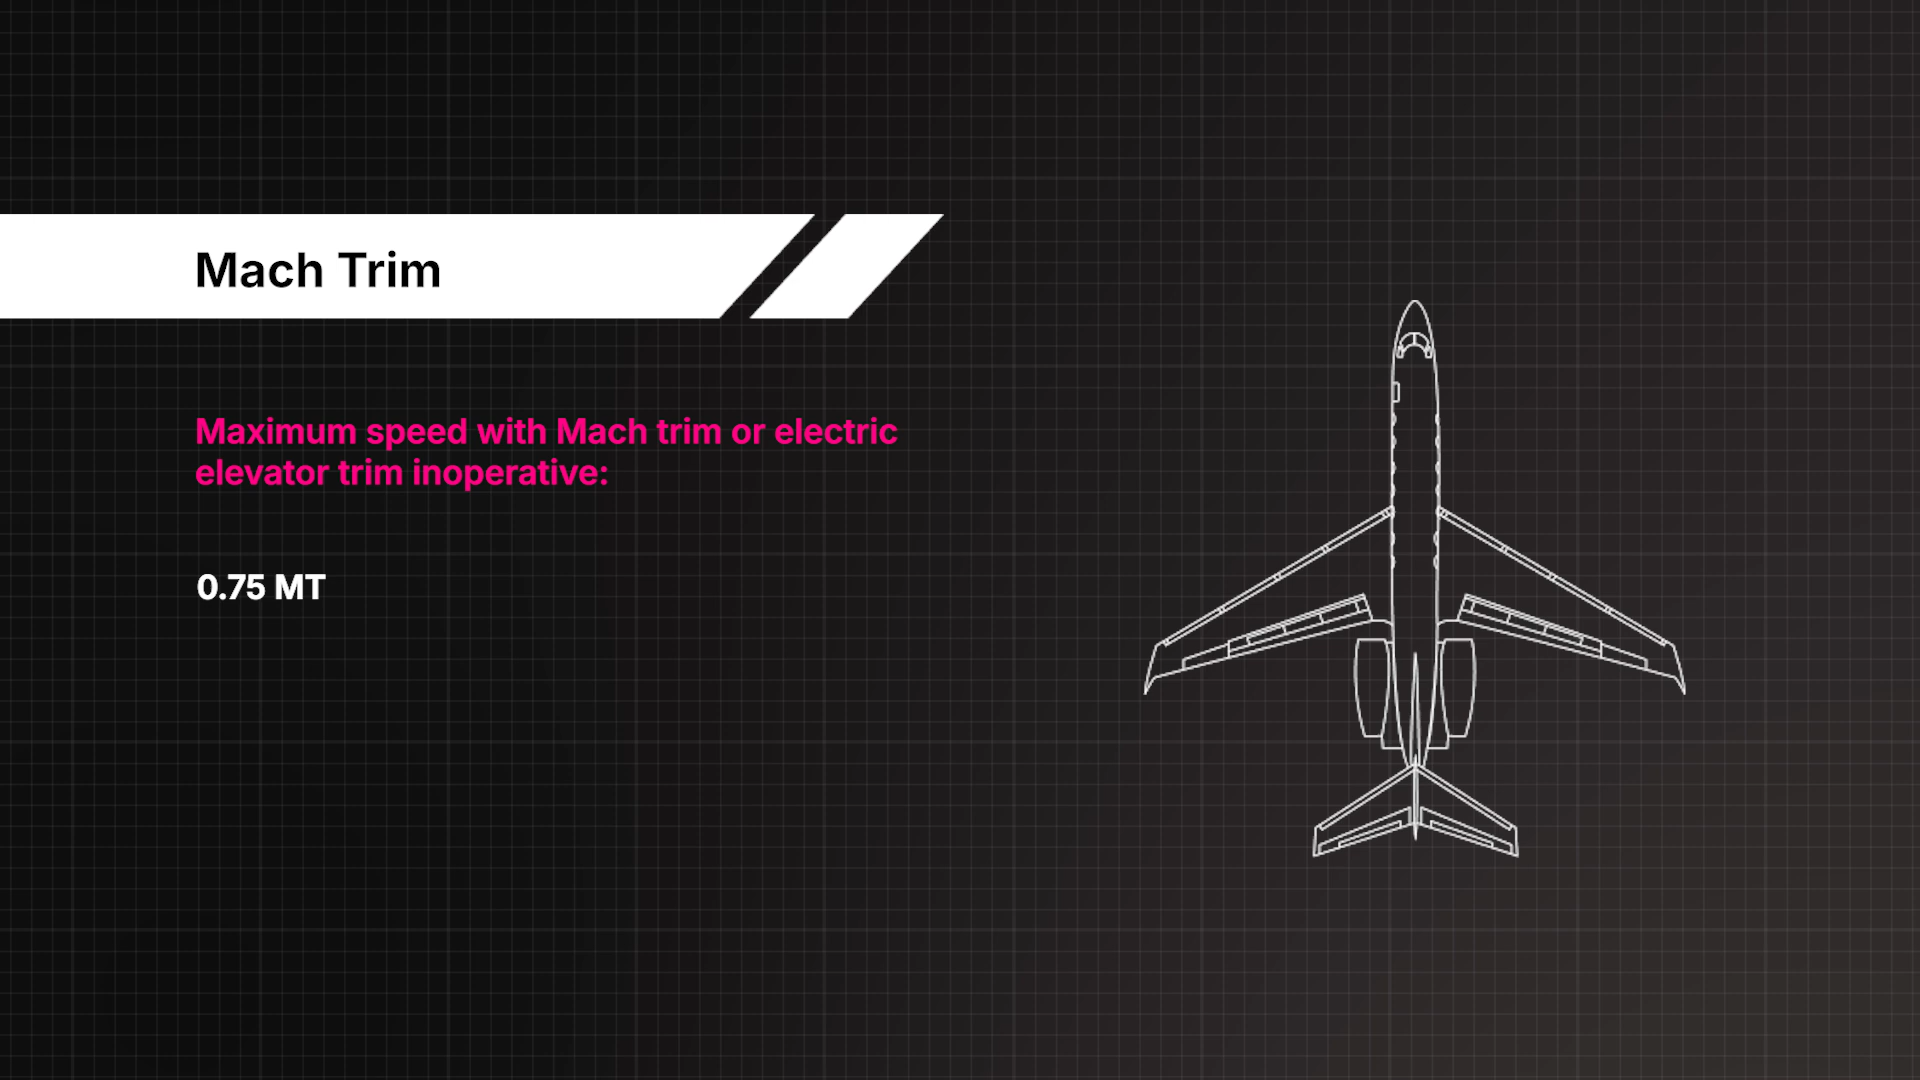 Mach Trim
Maximum speed with Mach trim or electric
elevator trim inoperative:
0.75 MT